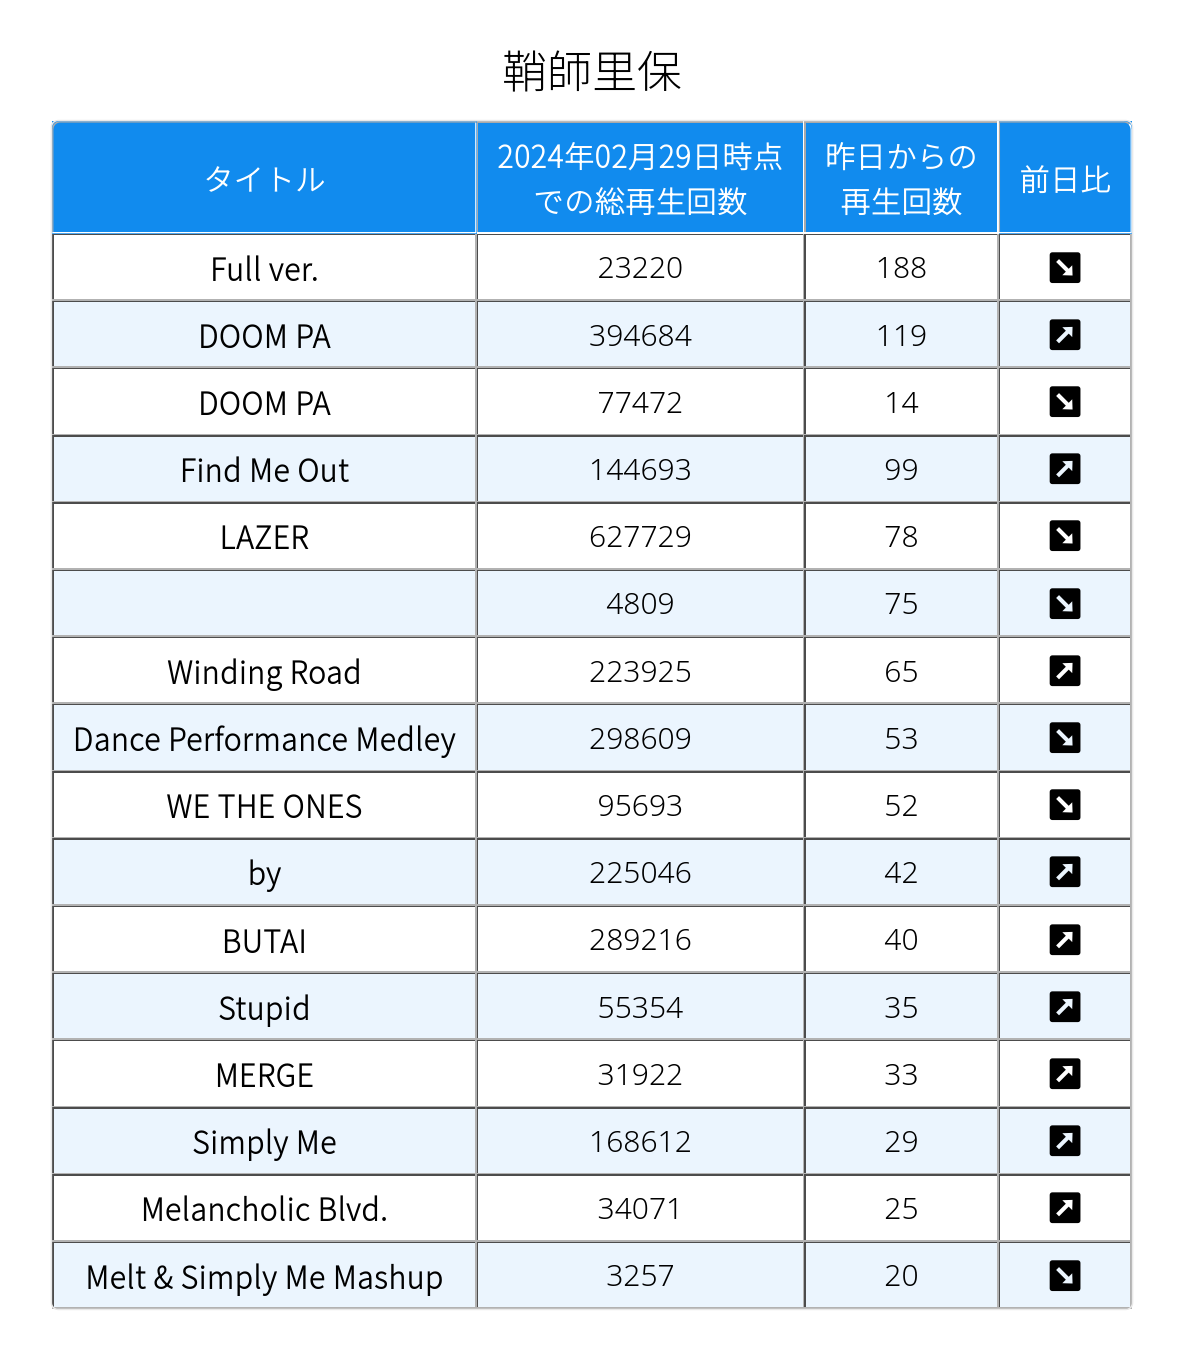 鞘師里保
タイトル 2024年02月29日時点での総再生回数 昨日からの再生回数 前日比
Full ver. 23220 188 ↘
DOOM PA 394684 119 ↗
DOOM PA 77472 14 ↘
Find Me Out 144693 99 ↗
LAZER 627729 78 ↘
4809 75 ↘
Winding Road 223925 65 ↗
Dance Performance Medley 298609 53 ↘
WE THE ONES 95693 52 ↘
by 225046 42 ↗
BUTAI 289216 40 ↗
Stupid 55354 35 ↗
MERGE 31922 33 ↗
Simply Me 168612 29 ↗
Melancholic Blvd. 34071 25 ↗
Melt & Simply Me Mashup 3257 20 ↘